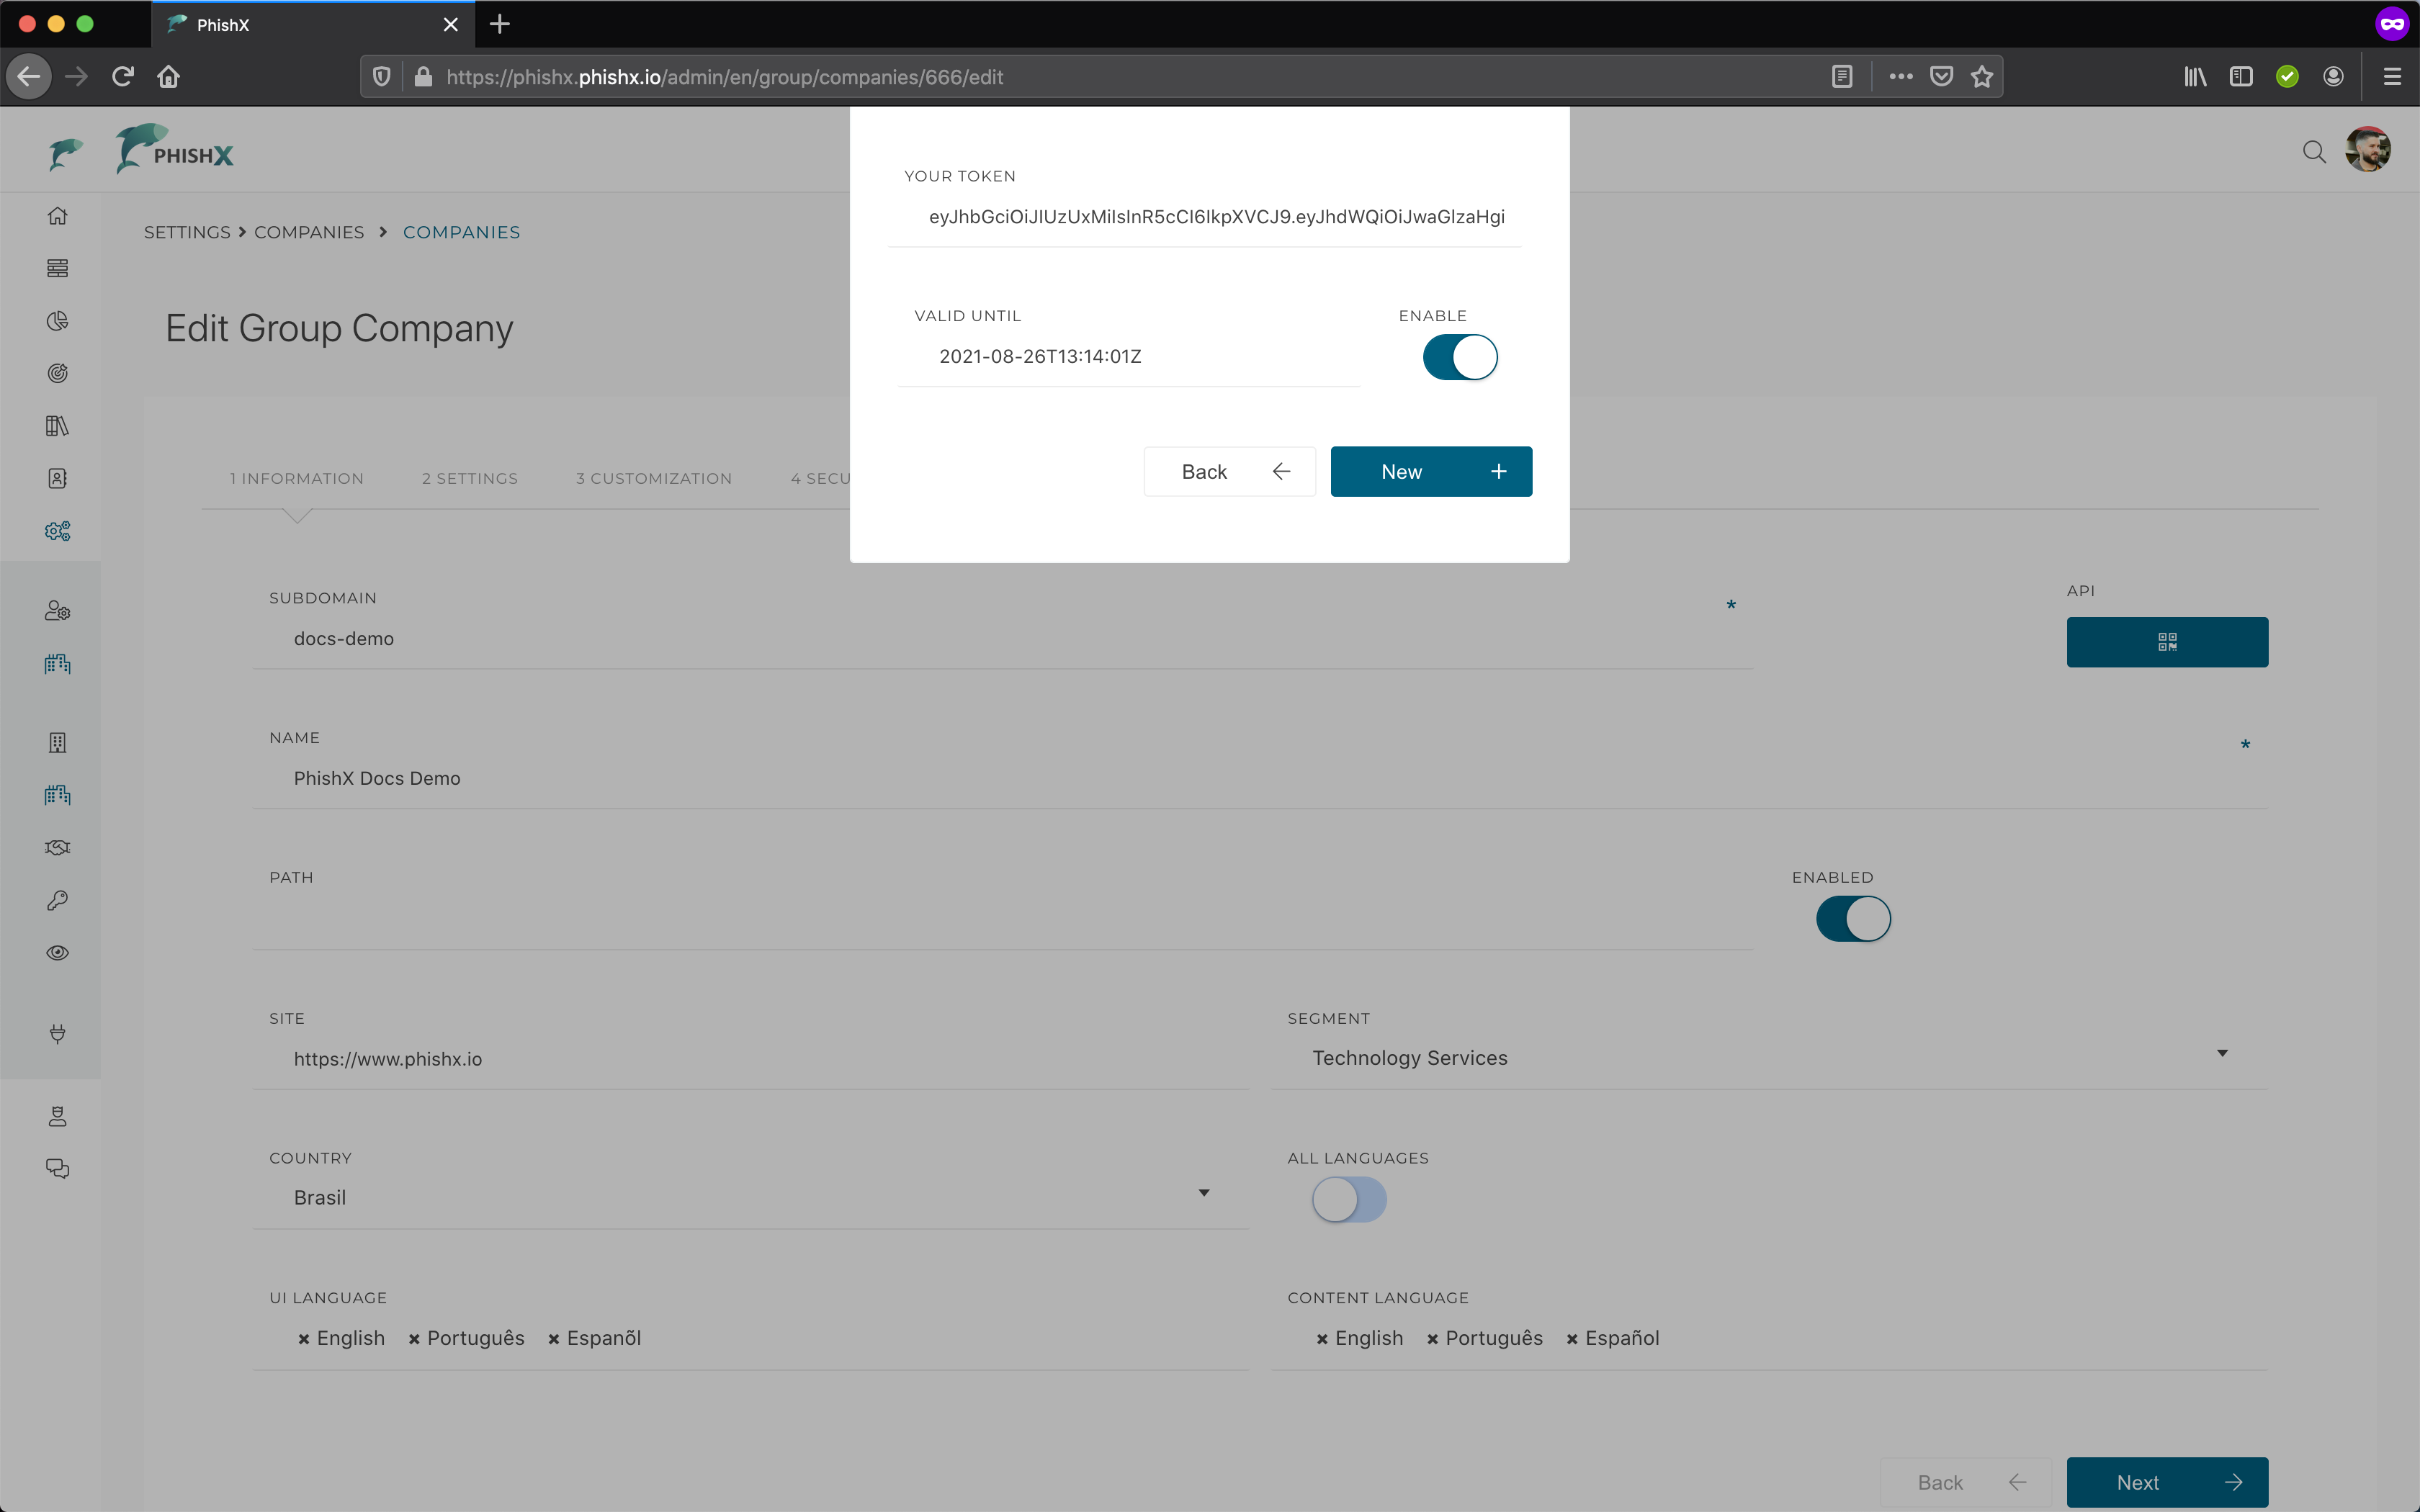 PhishX
https://phishx.phishx.io/admin/en/group/companies/666/edit
PHISHX
YOUR TOKEN
eyJhbGciOiJIUzUxMiIsInR5cCI6IkpXVCJ9.eyJhdWQiOiJwaGlzaHgi
SETTINGS > COMPANIES > COMPANIES
VALID UNTIL ENABLE
2021-08-26T13:14:01Z
Edit Group Company
Back New
1 INFORMATION 2 SETTINGS 3 CUSTOMIZATION 4 SECU
SUBDOMAIN * API
docs-demo
NAME *
PhishX Docs Demo
PATH ENABLED
SITE SEGMENT
https://www.phishx.io Technology Services
COUNTRY ALL LANGUAGES
Brasil
UI LANGUAGE CONTENT LANGUAGE
× English × Português × Espanõl × English × Português × Español
Back Next